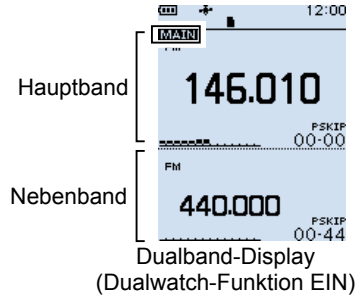 12:00
MAIN
FM
Hauptband
146.010
PSKIP
00-00
FM
Nebenband
440.000
PSKIP
00-44
Dualband-Display
(Dualwatch-Funktion EIN)